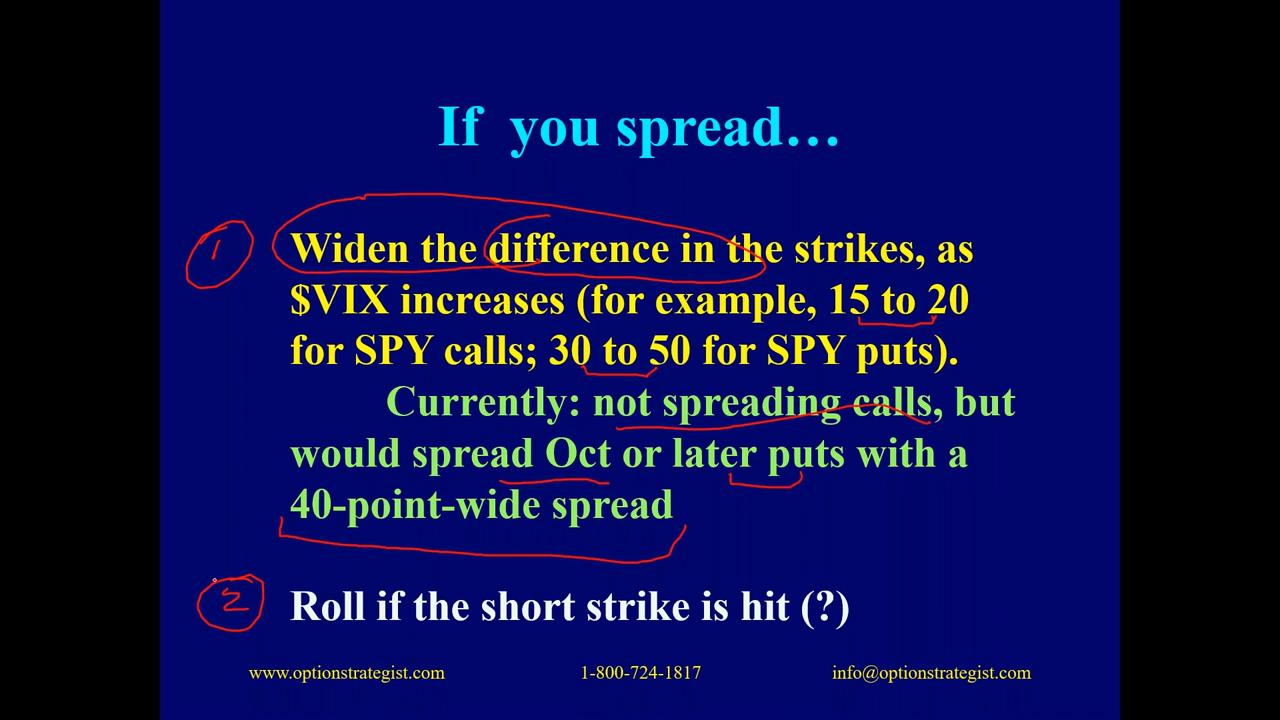 If you spread…
1
Widen the difference in the strikes, as
$VIX increases (for example, 15 to 20
for SPY calls; 30 to 50 for SPY puts).
Currently: not spreading calls, but
would spread Oct or later puts with a
40-point-wide spread
2
Roll if the short strike is hit (?)
www.optionstrategist.com 1-800-724-1817 info@optionstrategist.com